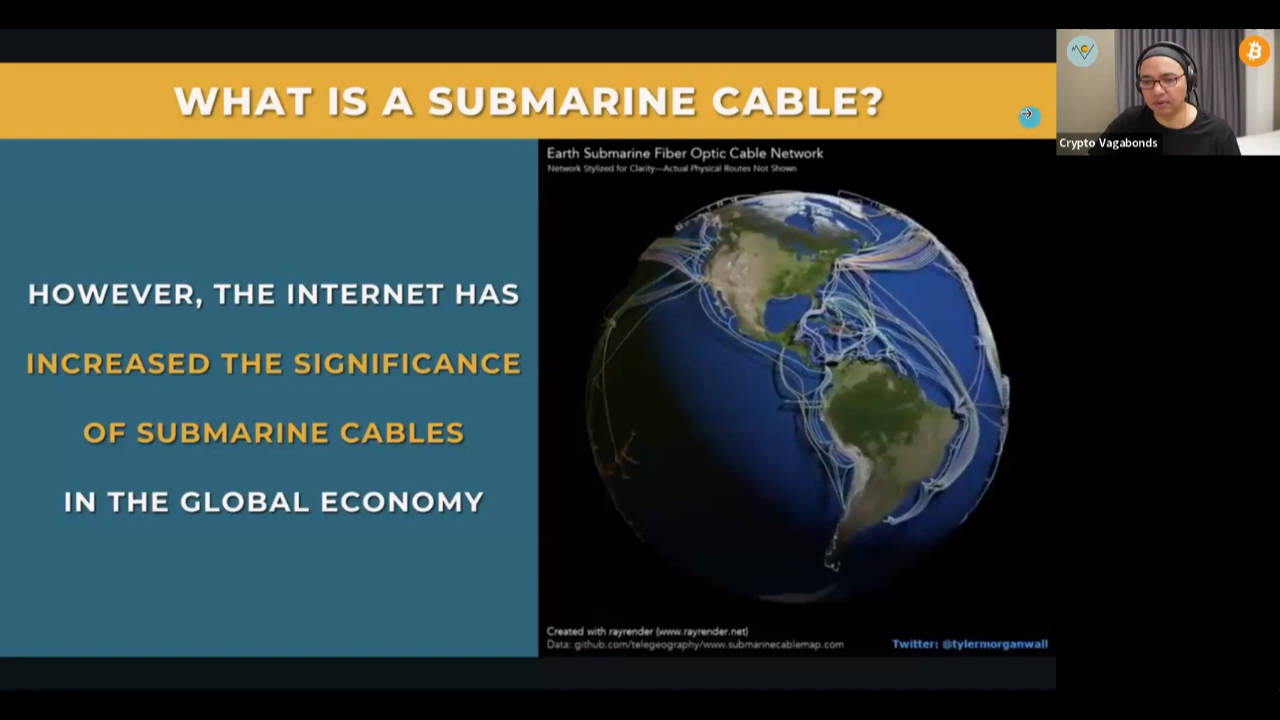 WHAT IS A SUBMARINE CABLE?
Crypto Vagabonds
Earth Submarine Fiber Optic Cable Network
Network Stylized for Clarity—Actual Physical Routes Not Shown
HOWEVER, THE INTERNET HAS
INCREASED THE SIGNIFICANCE
OF SUBMARINE CABLES
IN THE GLOBAL ECONOMY
Created with rayrender (www.rayrender.net)
Data: github.com/telegeography/www.submarinecablemap.com
Twitter: @tylermorganwall